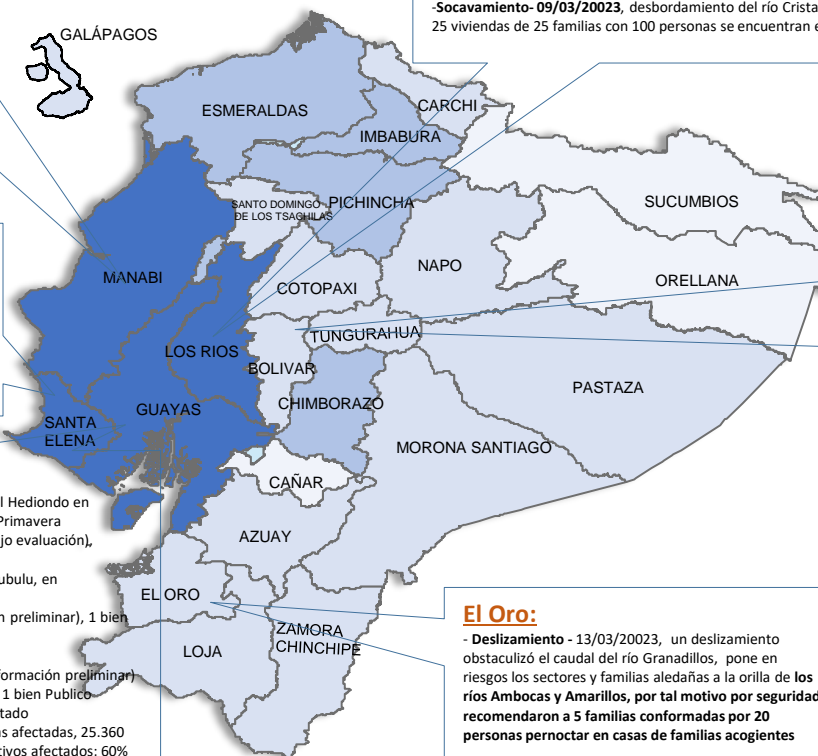 -Socavamiento- 09/03/20023, desbordamiento del río Crista
25 viviendas de 25 familias con 100 personas se encuentran e
GALÁPAGOS
ESMERALDAS
CARCHI
IMBABURA
SANTO DOMINGO
DE LOS TSACHILAS
PICHINCHA
SUCUMBIOS
MANABI
COTOPAXI
NAPO
ORELLANA
LOS RIOS
TUNGURAHUA
BOLIVAR
PASTAZA
SANTA
ELENA
GUAYAS
CHIMBORAZO
MORONA SANTIAGO
CAÑAR
AZUAY
EL ORO
ZAMORA
CHINCHIPE
LOJA
l Hediondo en
Primavera
jo evaluación),
ubulu, en
n preliminar), 1 bien
formación preliminar)
1 bien Publico
tado
as afectadas, 25.360
tivos afectados: 60%
El Oro:
- Deslizamiento - 13/03/20023, un deslizamiento
obstaculizó el caudal del río Granadillos, pone en
riesgos los sectores y familias aledañas a la orilla de los
ríos Ambocas y Amarillos, por tal motivo por seguridad
recomendaron a 5 familias conformadas por 20
personas pernoctar en casas de familias acogientes